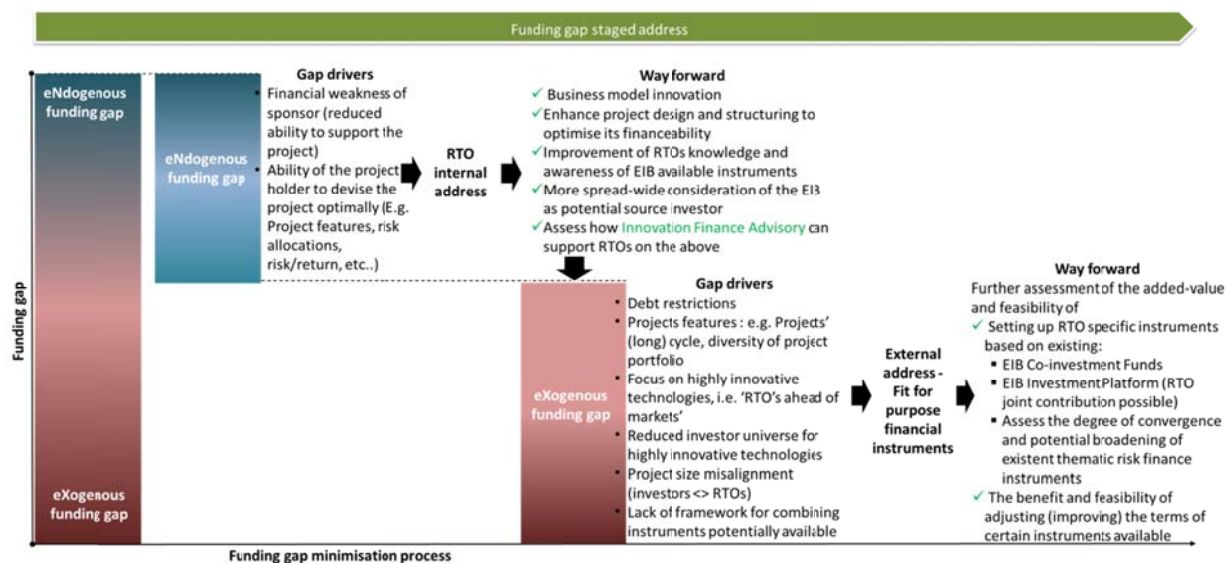 Funding gap staged address
Funding gap
eNdogenous
funding gap
eXogenous
funding gap
eNdogenous
funding gap
Gap drivers
• Financial weakness of
sponsor (reduced
ability to support the
project)
• Ability of the project
holder to devise the
project optimally (E.g.
Project features, risk
allocations,
risk/return, etc..)
RTO
internal
address
Way forward
✓ Business model innovation
✓ Enhance project design and structuring to
optimise its financeability
✓ Improvement of RTOs knowledge and
awareness of EIB available instruments
✓ More spread-wide consideration of the EIB
as potential source investor
✓ Assess how Innovation Finance Advisory can
support RTOs on the above
eXogenous
funding gap
Gap drivers
• Debt restrictions
• Projects features : e.g. Projects'
(long) cycle, diversity of project
portfolio
• Focus on highly innovative
technologies, i.e. 'RTO's ahead of
markets'
• Reduced investor universe for
highly innovative technologies
• Project size misalignment
(investors <> RTOs)
• Lack of framework for combining
instruments potentially available
External
address -
Fit for
purpose
financial
instruments
Way forward
Further assessment of the added-value
and feasibility of
✓ Setting up RTO specific instruments
based on existing:
▪ EIB Co-investment Funds
▪ EIB Investment Platform (RTO
joint contribution possible)
▪ Assess the degree of convergence
and potential broadening of
existent thematic risk finance
instruments
✓ The benefit and feasibility of
adjusting (improving) the terms of
certain instruments available
Funding gap minimisation process